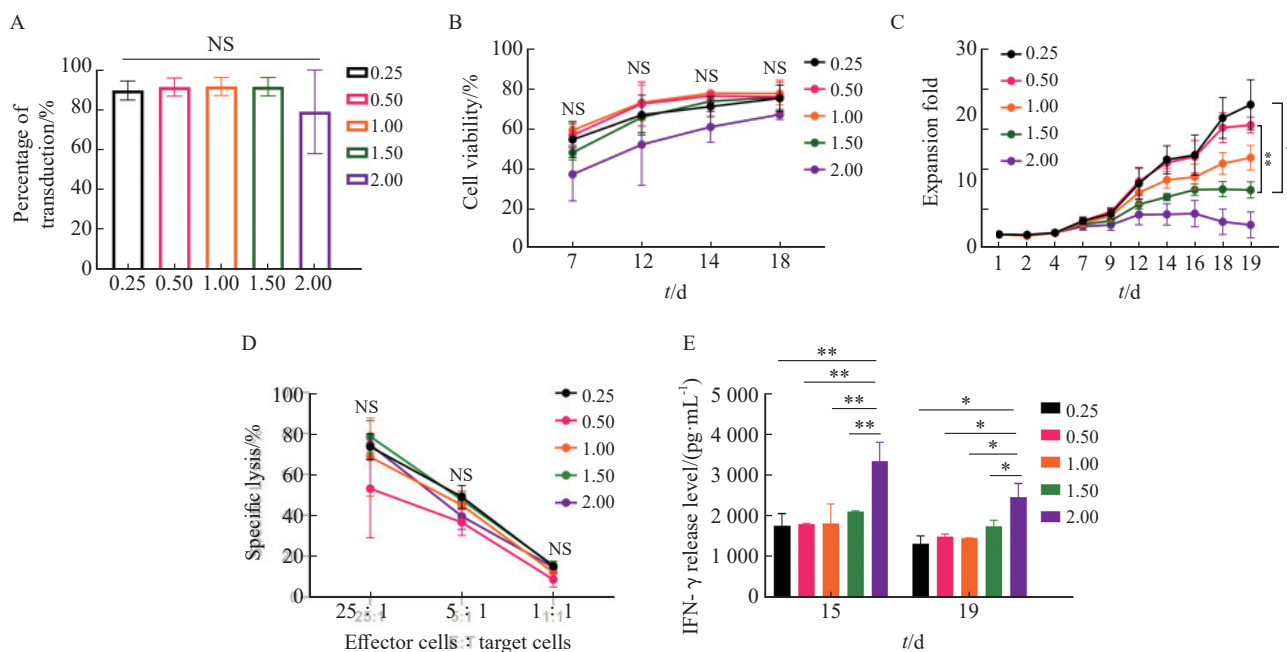 A
NS
Percentage of
transduction/%
100
80
60
40
20
0
0.25 0.50 1.00 1.50 2.00
0.25
0.50
1.00
1.50
2.00
B
Cell viability/%
100
80
60
40
80
0
NS
NS
NS
NS
7 12 14 18
t/d
0.25
0.50
1.00
1.50
2.00
C
Expansion fold
30
20
10
0
1 2 4 7 9 12 14 16 18 19
t/d
0.25
0.50
1.00
1.50
2.00
**
D
Specific lysis/%
100
80
60
40
20
0
NS
NS
NS
25 : 1 5 : 1 1 : 1
25:1 5:1 1:1
E:T
Effector cells : target cells
0.25
0.50
1.00
1.50
2.00
E
IFN- γ release level/(pg·mL⁻¹)
5 000
4 000
3 000
2 000
1 000
0
**
**
**
**
*
*
*
*
15 19
t/d
0.25
0.50
1.00
1.50
2.00